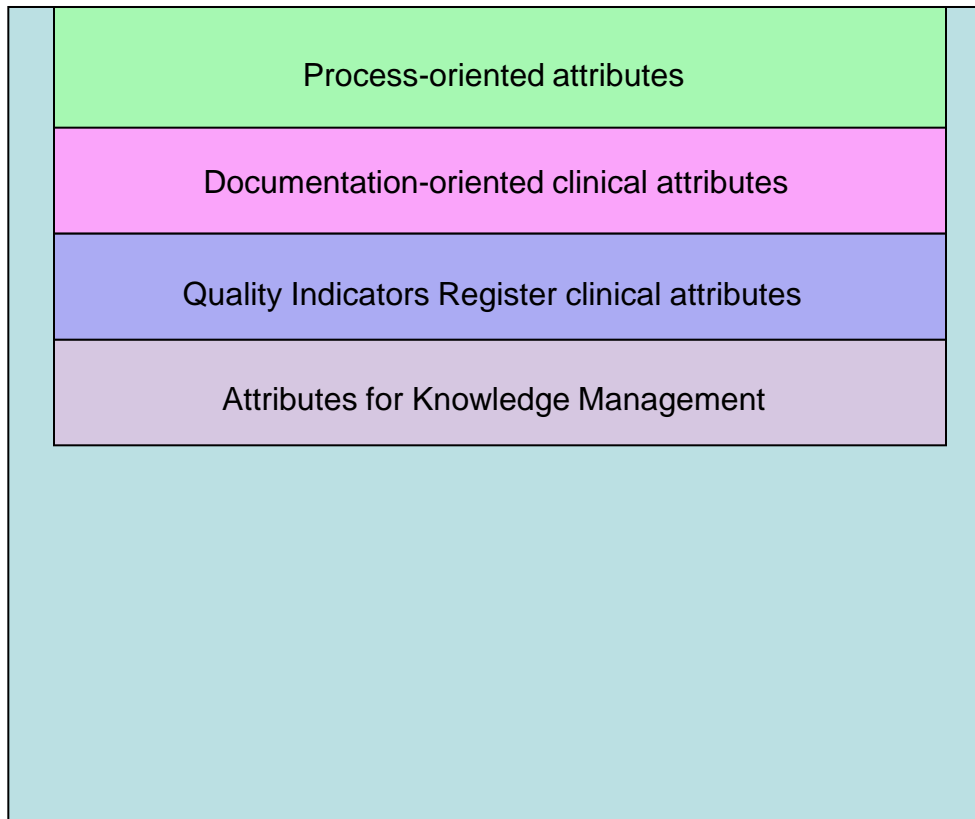 Process-oriented attributes
Documentation-oriented clinical attributes
Quality Indicators Register clinical attributes
Attributes for Knowledge Management